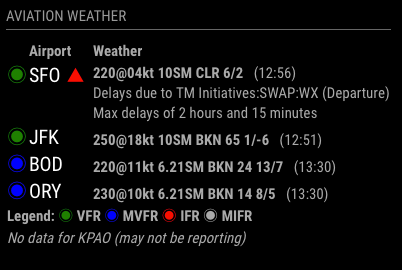 AVIATION WEATHER
Airport Weather
SFO 220@04kt 10SM CLR 6/2 (12:56)
Delays due to TM Initiatives:SWAP:WX (Departure)
Max delays of 2 hours and 15 minutes
JFK 250@18kt 10SM BKN 65 1/-6 (12:51)
BOD 220@11kt 6.21SM BKN 24 13/7 (13:30)
ORY 230@10kt 6.21SM BKN 14 8/5 (13:30)
Legend: VFR MVFR IFR MIFR
No data for KPAO (may not be reporting)